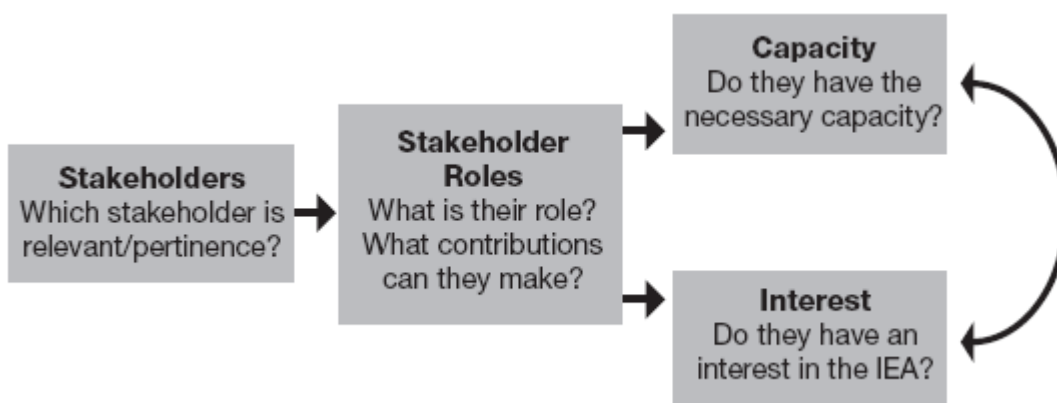 Stakeholders
Which stakeholder is
relevant/pertinence?
Stakeholder
Roles
What is their role?
What contributions
can they make?
Capacity
Do they have the
necessary capacity?
Interest
Do they have an
interest in the IEA?